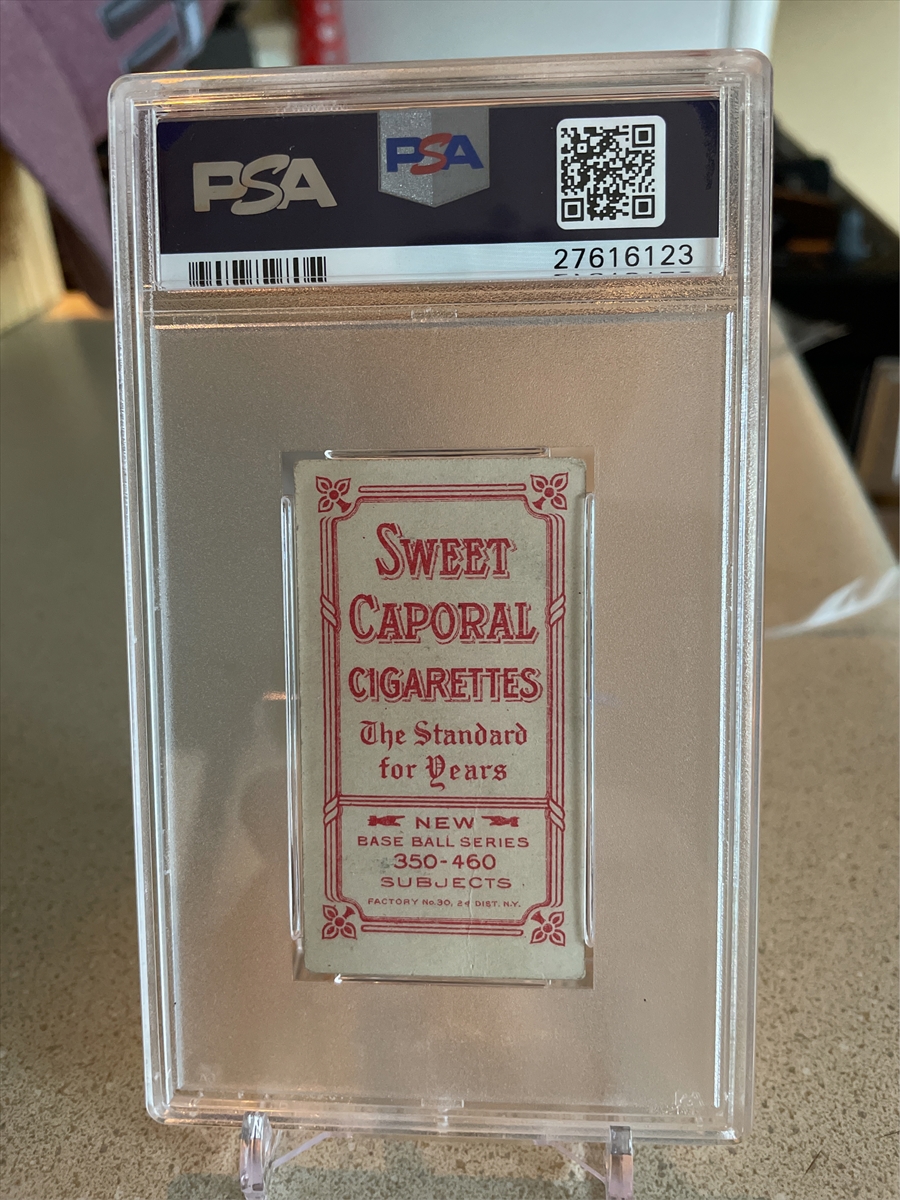 PSA
PSA
27616123
SWEET
CAPORAL
CIGARETTES
The Standard
for Years
NEW
BASE BALL SERIES
350-460
SUBJECTS
FACTORY No. 30, 2d DIST. N.Y.